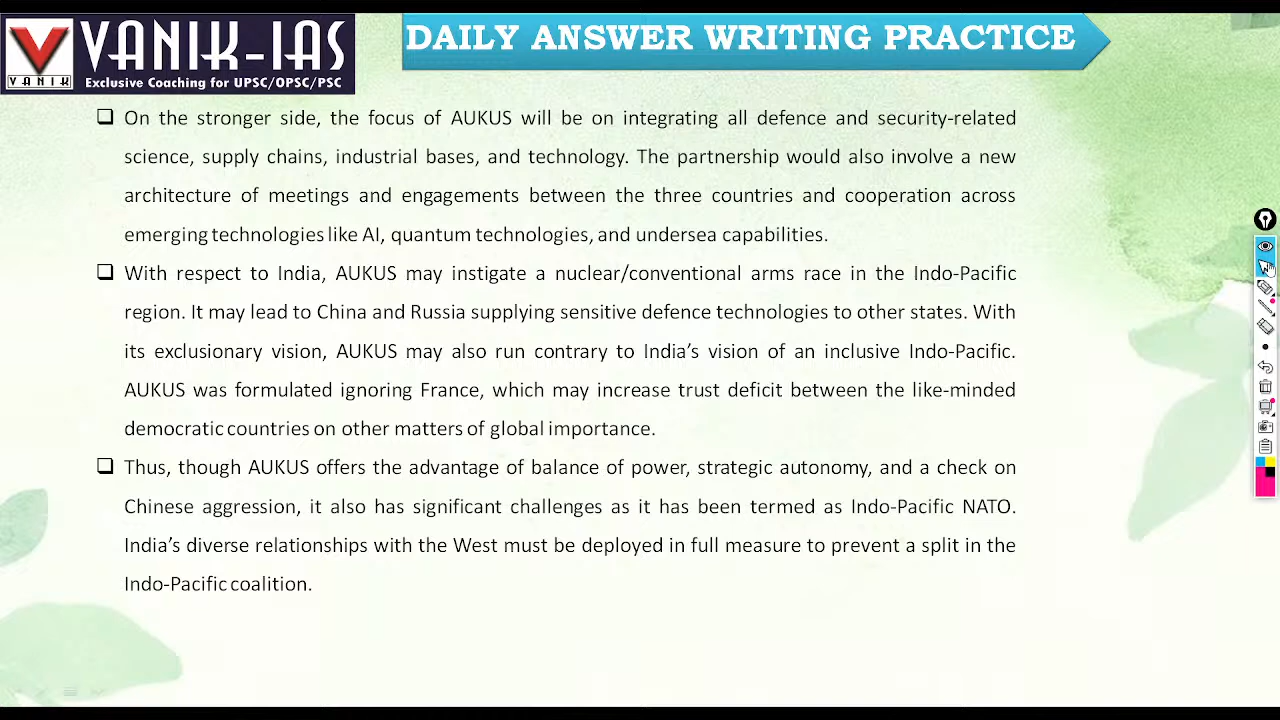 VANIK-IAS
VANIK
Exclusive Coaching for UPSC/OPSC/PSC
DAILY ANSWER WRITING PRACTICE
On the stronger side, the focus of AUKUS will be on integrating all defence and security-related
science, supply chains, industrial bases, and technology. The partnership would also involve a new
architecture of meetings and engagements between the three countries and cooperation across
emerging technologies like AI, quantum technologies, and undersea capabilities.
With respect to India, AUKUS may instigate a nuclear/conventional arms race in the Indo-Pacific
region. It may lead to China and Russia supplying sensitive defence technologies to other states. With
its exclusionary vision, AUKUS may also run contrary to India’s vision of an inclusive Indo-Pacific.
AUKUS was formulated ignoring France, which may increase trust deficit between the like-minded
democratic countries on other matters of global importance.
Thus, though AUKUS offers the advantage of balance of power, strategic autonomy, and a check on
Chinese aggression, it also has significant challenges as it has been termed as Indo-Pacific NATO.
India’s diverse relationships with the West must be deployed in full measure to prevent a split in the
Indo-Pacific coalition.